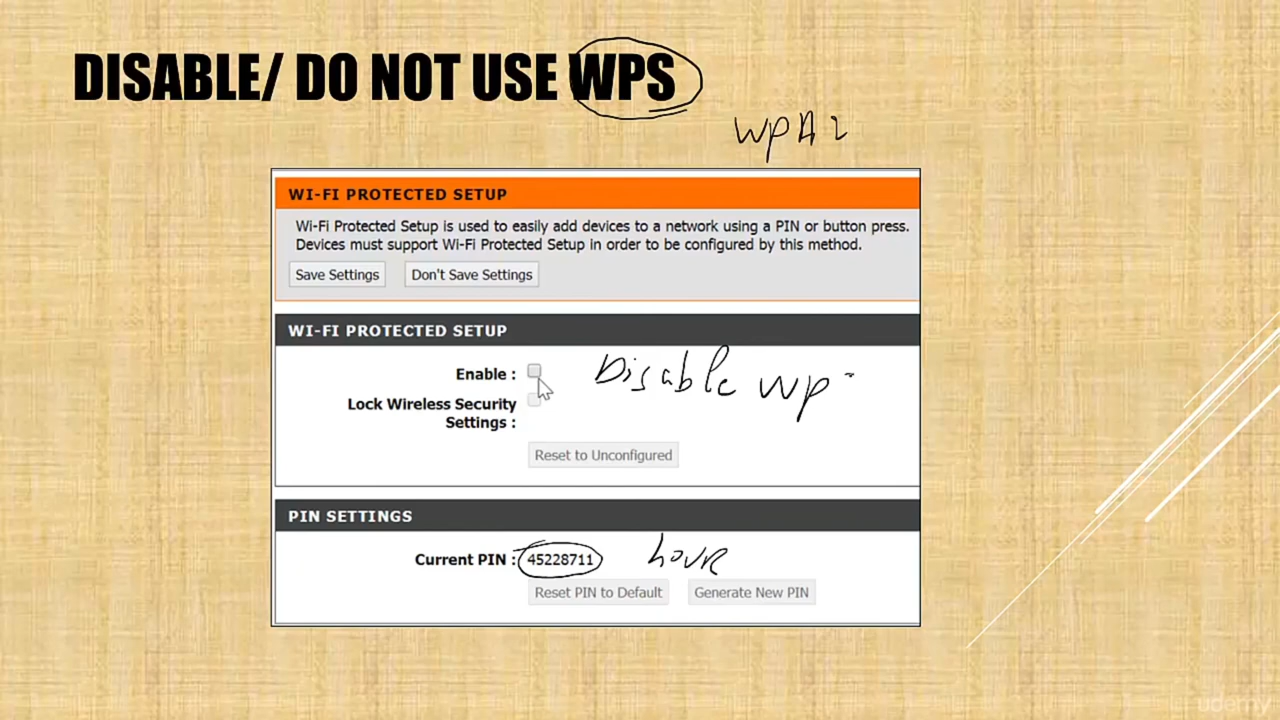 DISABLE/ DO NOT USE WPS
WPA2
WI-FI PROTECTED SETUP
Wi-Fi Protected Setup is used to easily add devices to a network using a PIN or button press.
Devices must support Wi-Fi Protected Setup in order to be configured by this method.
Save Settings Don't Save Settings
WI-FI PROTECTED SETUP
Enable :
Disable wp
Lock Wireless Security
Settings :
Reset to Unconfigured
PIN SETTINGS
Current PIN : 45228711 hour
Reset PIN to Default Generate New PIN
udemy